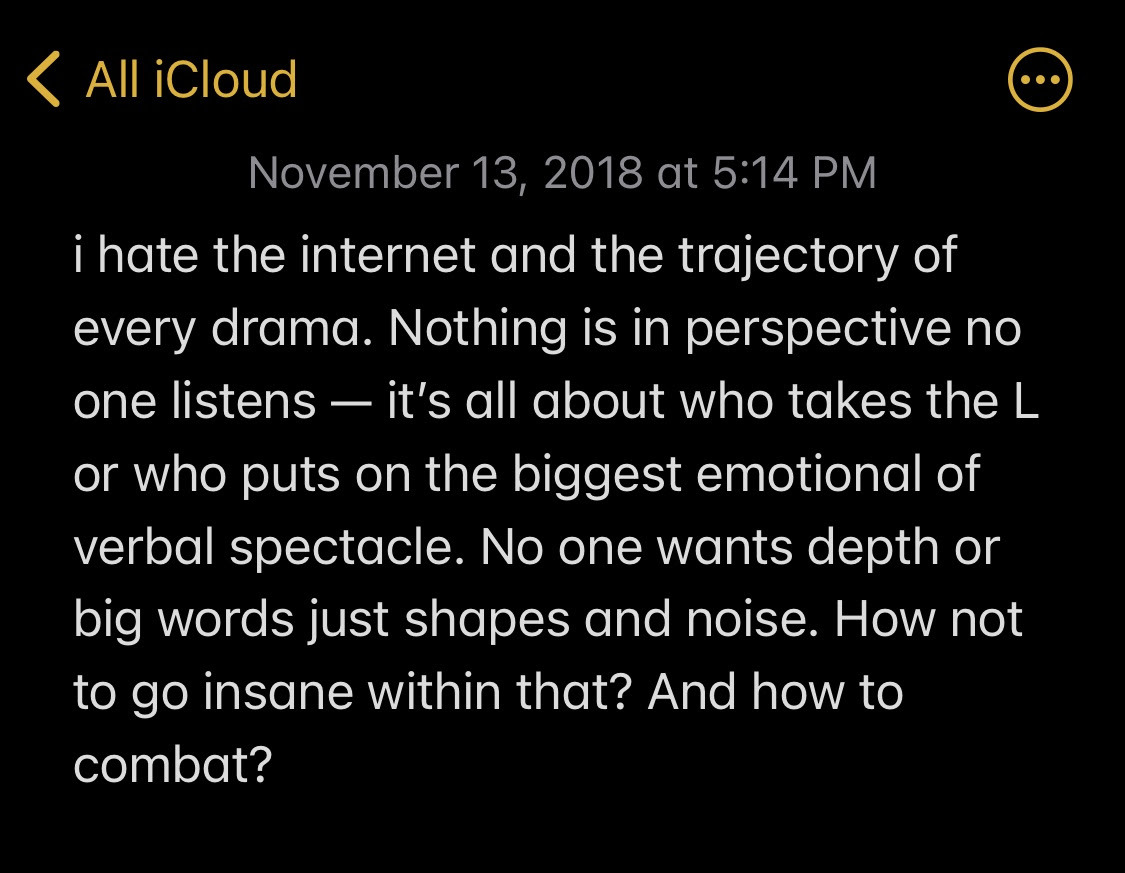 All iCloud
November 13, 2018 at 5:14 PM
i hate the internet and the trajectory of
every drama. Nothing is in perspective no
one listens — it’s all about who takes the L
or who puts on the biggest emotional of
verbal spectacle. No one wants depth or
big words just shapes and noise. How not
to go insane within that? And how to
combat?